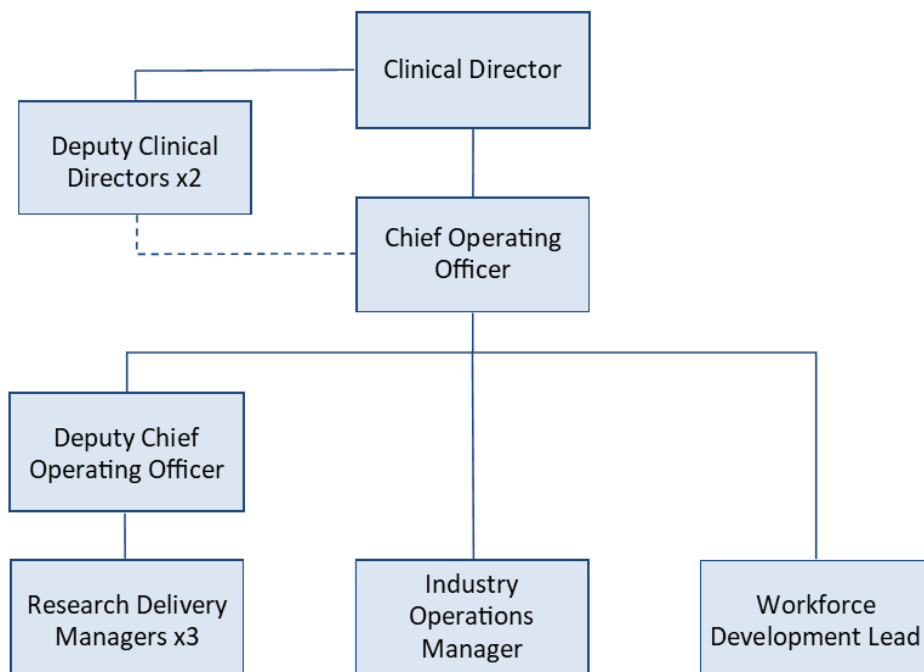 Clinical Director
Deputy Clinical
Directors x2
Chief Operating
Officer
Deputy Chief
Operating Officer
Research Delivery
Managers x3
Industry
Operations
Manager
Workforce
Development Lead